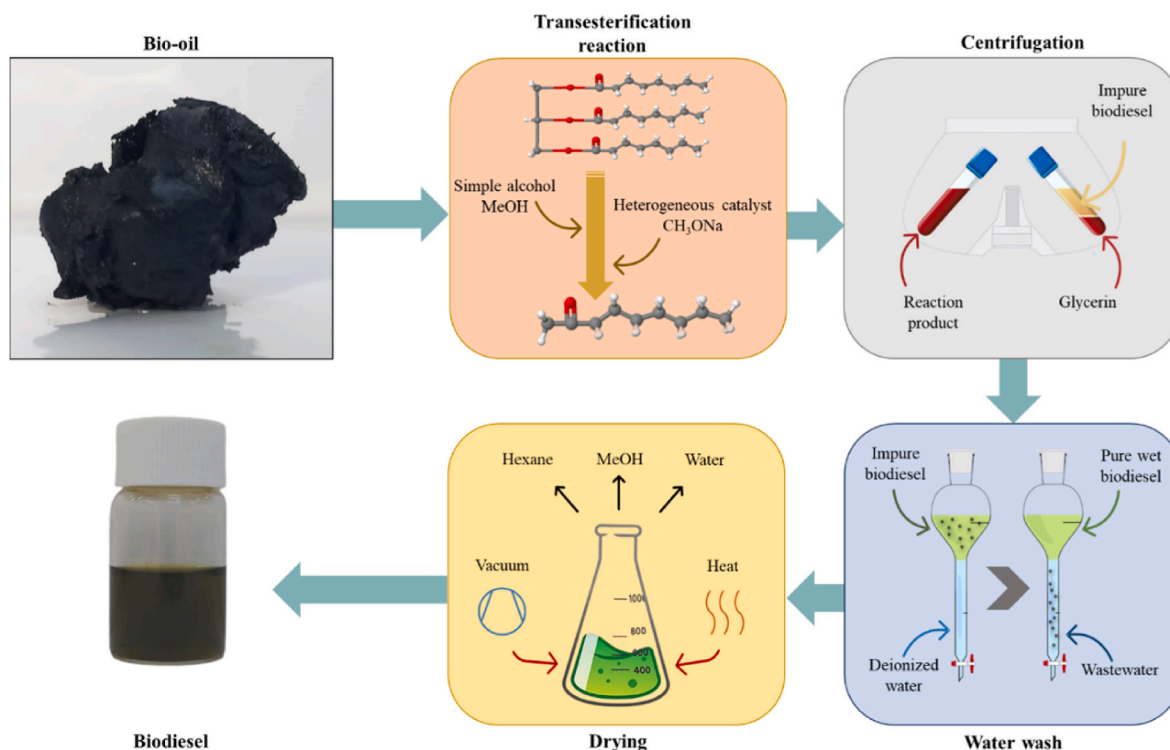 Bio-oil
Transesterification
reaction
Simple alcohol
MeOH
Heterogeneous catalyst
CH₃ONa
Centrifugation
Impure
biodiesel
Reaction
product
Glycerin
Impure
biodiesel
Pure wet
biodiesel
Deionized
water
Wastewater
Water wash
Hexane
MeOH
Water
Vacuum
Heat
1000
800
600
400
Drying
Biodiesel